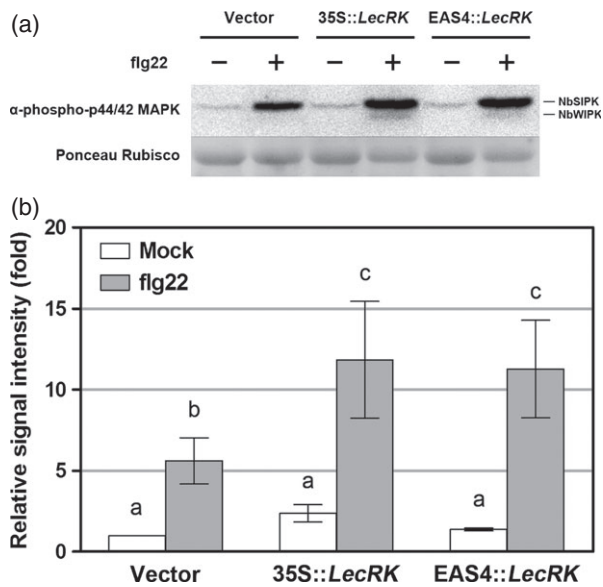 (a)
Vector 35S::LecRK EAS4::LecRK
flg22 − + − + − +
α-phospho-p44/42 MAPK
NbSIPK
NbWIPK
Ponceau Rubisco
(b)
Relative signal intensity (fold)
20
15
10
5
0
Mock
flg22
a b a c a c
Vector 35S::LecRK EAS4::LecRK